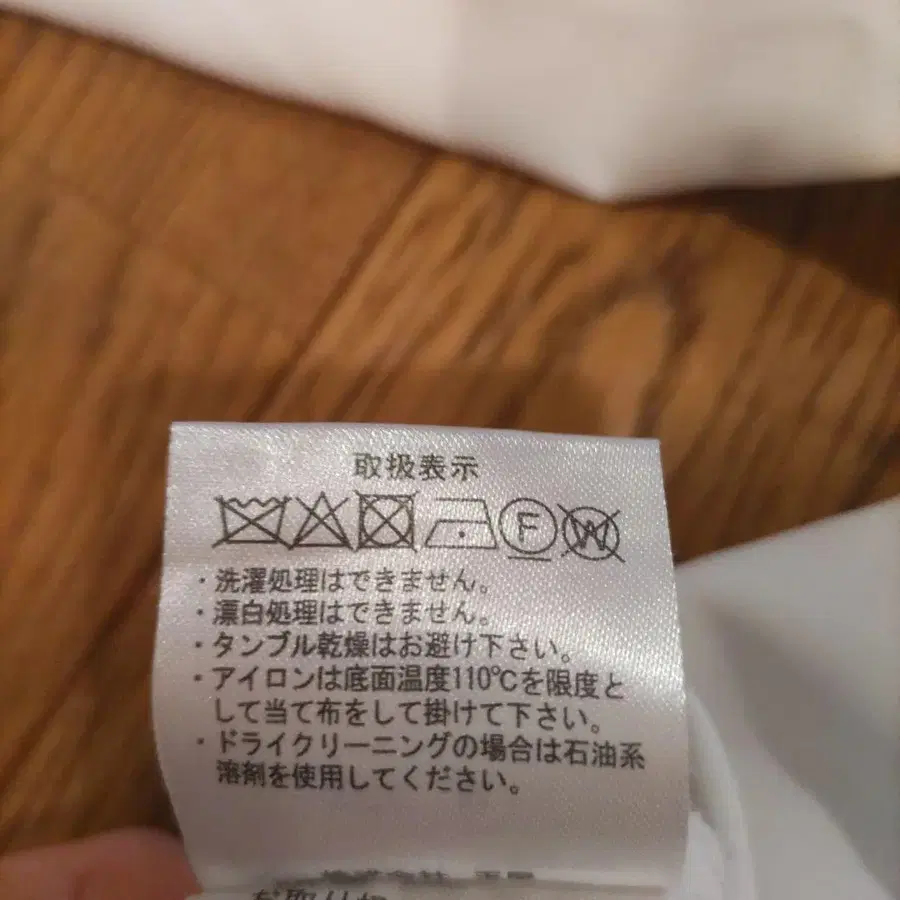 取扱表示
F W
・洗濯処理はできません。
・漂白処理はできません。
・タンブル乾燥はお避け下さい。
・アイロンは底面温度110℃を限度と
して当て布をして掛けて下さい。
・ドライクリーニングの場合は石油系
溶剤を使用してください。